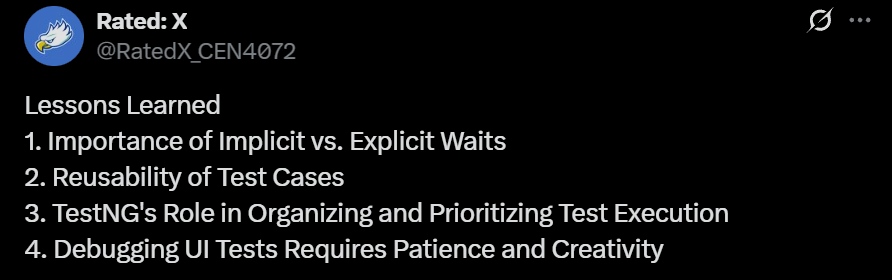 Rated: X
@RatedX_CEN4072
Lessons Learned
1. Importance of Implicit vs. Explicit Waits
2. Reusability of Test Cases
3. TestNG's Role in Organizing and Prioritizing Test Execution
4. Debugging UI Tests Requires Patience and Creativity